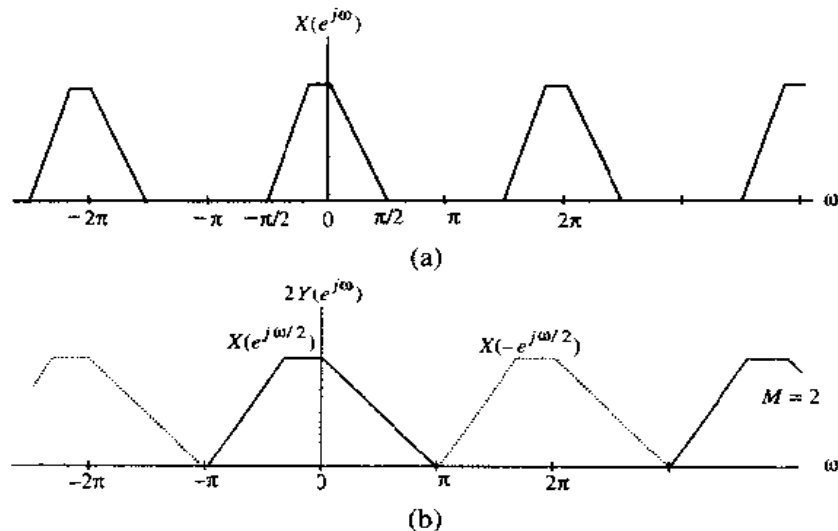 X(e^{jω})
−2π −π −π/2 0 π/2 π 2π ω
(a)
2Y(e^{jω})
X(e^{jω/2}) X(−e^{jω/2})
M = 2
−2π −π 0 π 2π ω
(b)